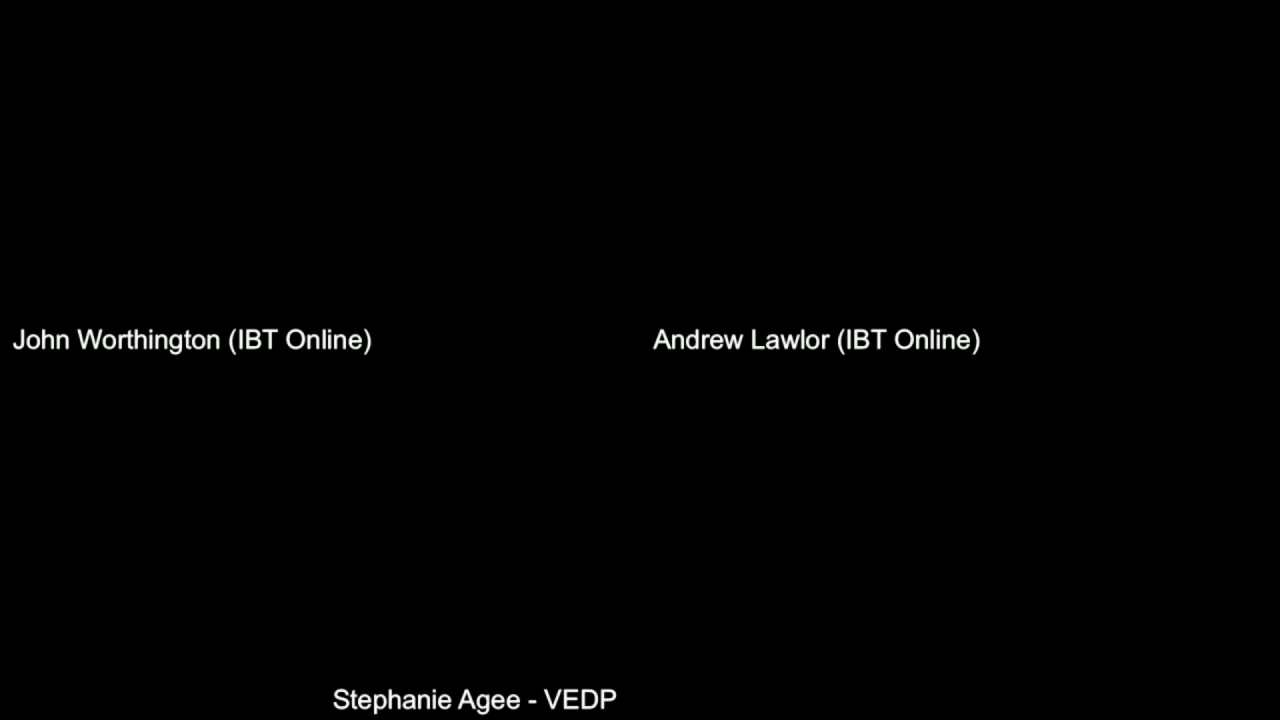 John Worthington (IBT Online)
Andrew Lawlor (IBT Online)
Stephanie Agee - VEDP